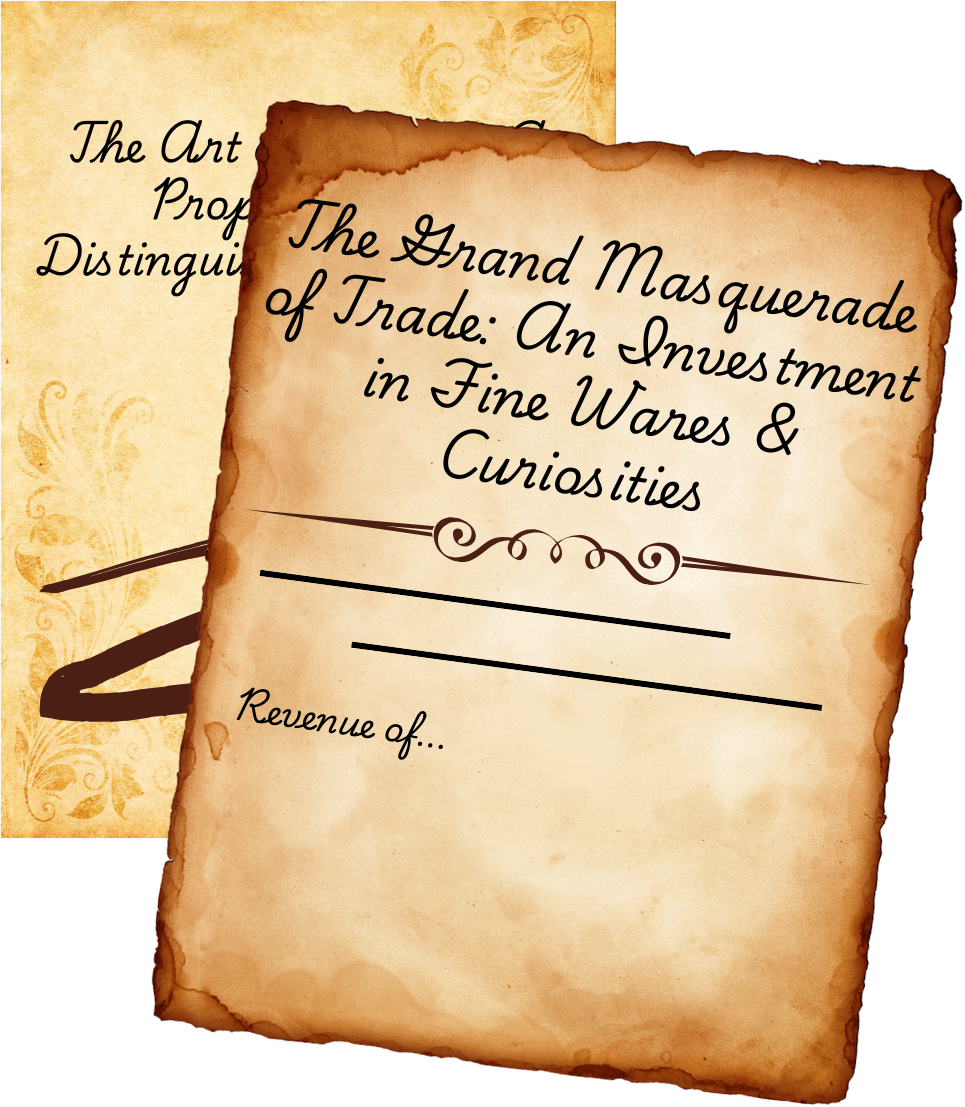 The Art
Prop
Distingui
The Grand Masquerade
of Trade: An Investment
in Fine Wares &
Curiosities
Revenue of...